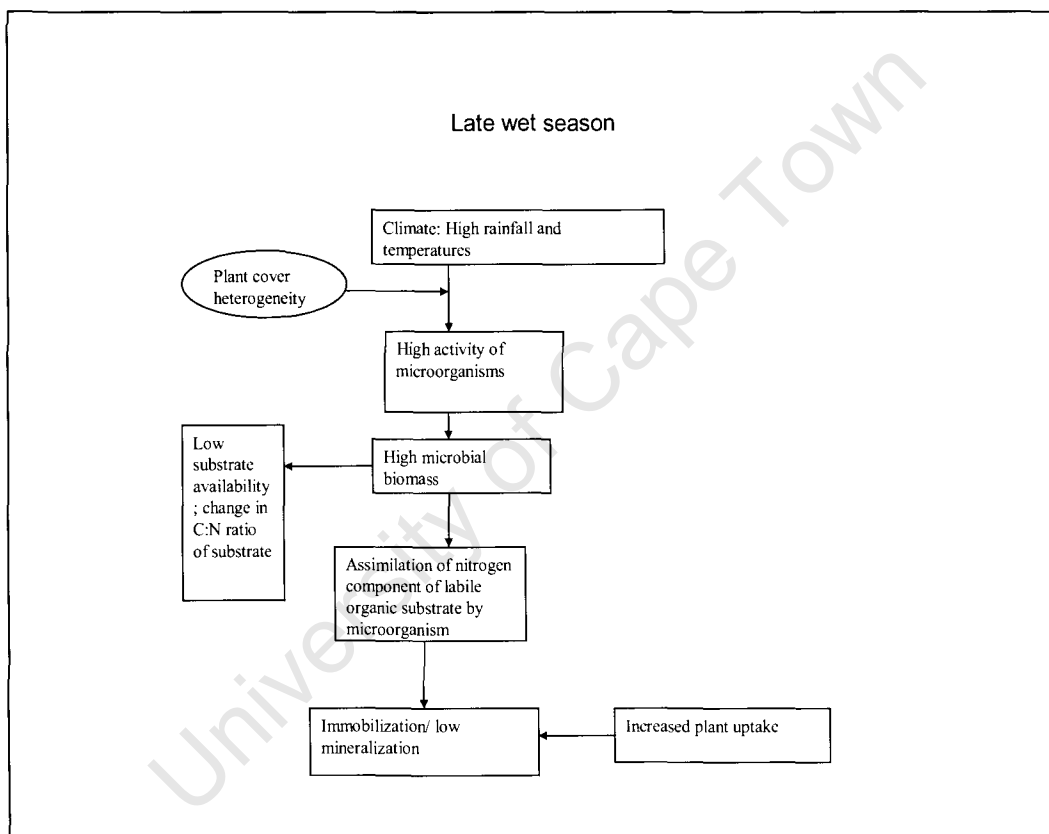 Late wet season
Climate: High rainfall and
temperatures
Plant cover
heterogeneity
High activity of
microorganisms
Low
substrate
availability
; change in
C:N ratio
of substrate
High microbial
biomass
Assimilation of nitrogen
component of labile
organic substrate by
microorganism
Immobilization/ low
mineralization
Increased plant uptake
University of Cape Town